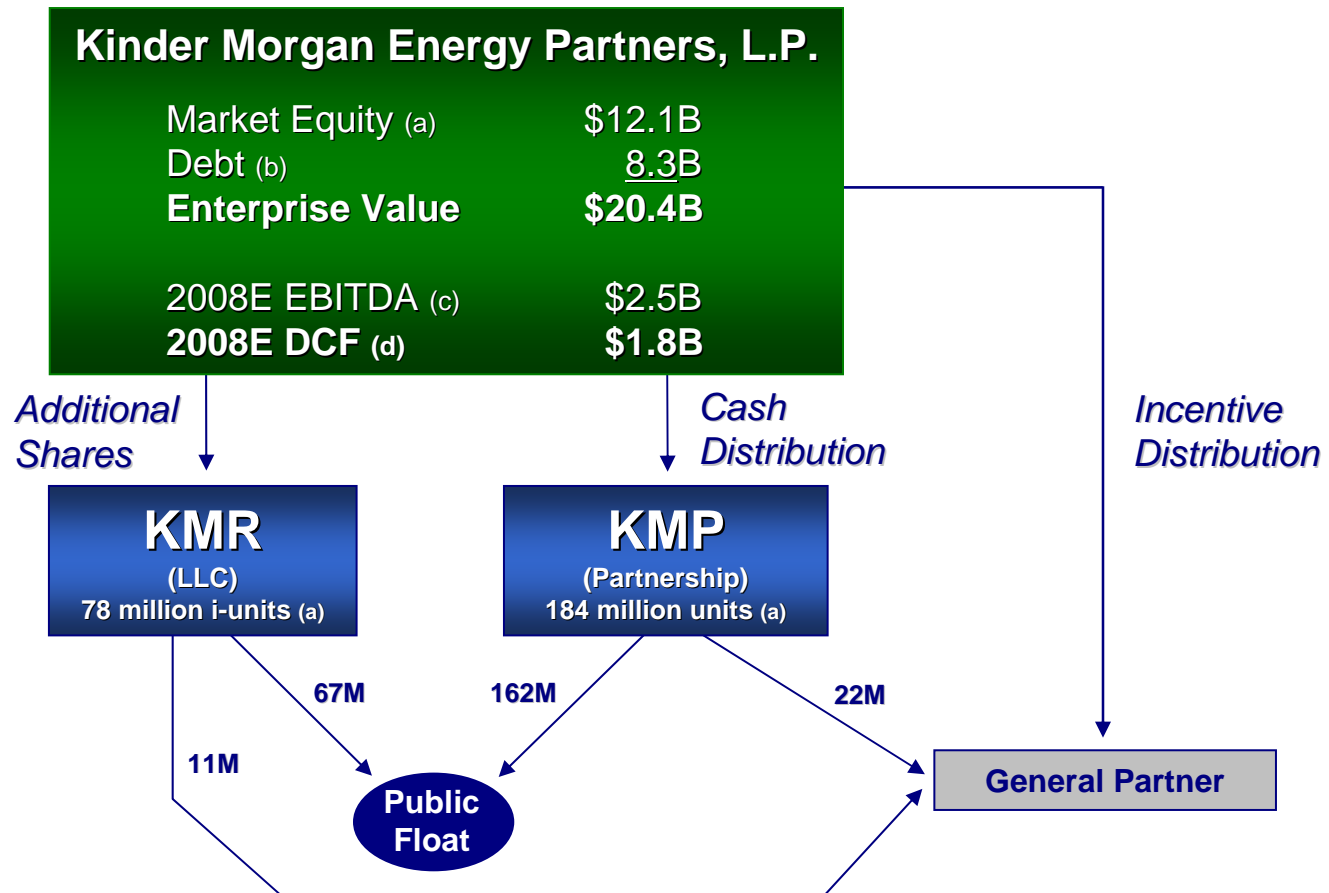 Kinder Morgan Energy Partners, L.P.
Market Equity (a) $12.1B
Debt (b) 8.3B
Enterprise Value $20.4B
2008E EBITDA (c) $2.5B
2008E DCF (d) $1.8B
Additional
Shares
Cash
Distribution
Incentive
Distribution
KMR
(LLC)
78 million i-units (a)
KMP
(Partnership)
184 million units (a)
67M
162M
22M
11M
Public
Float
General Partner